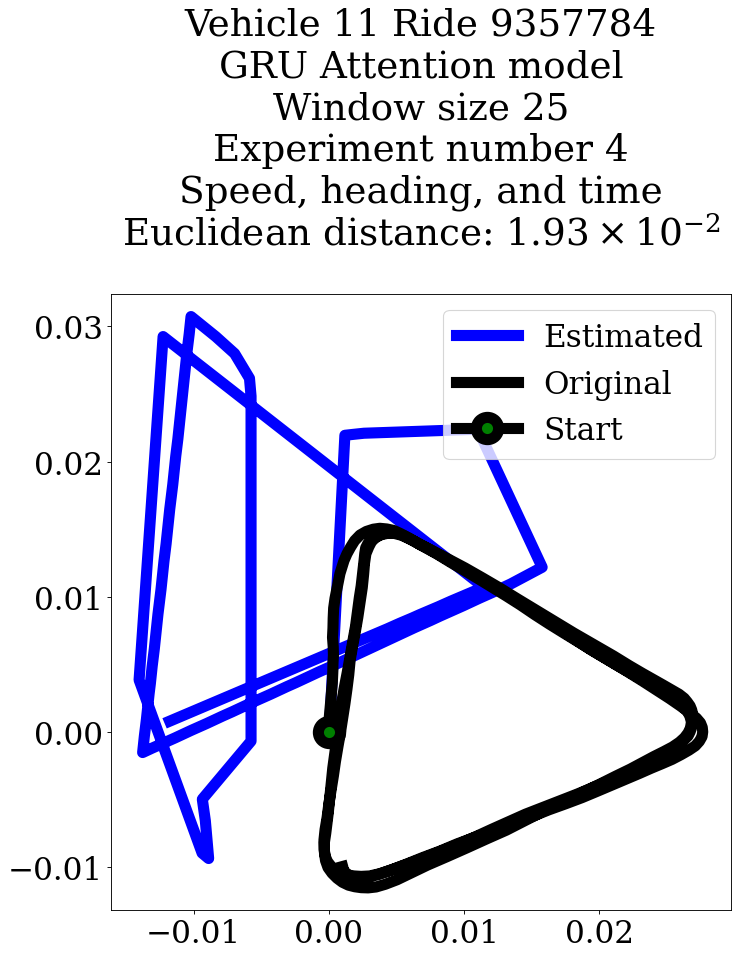 Vehicle 11 Ride 9357784
GRU Attention model
Window size 25
Experiment number 4
Speed, heading, and time
Euclidean distance: 1.93 × 10⁻²
Estimated
Original
Start
0.03
0.02
0.01
0.00
−0.01
−0.01
0.00
0.01
0.02